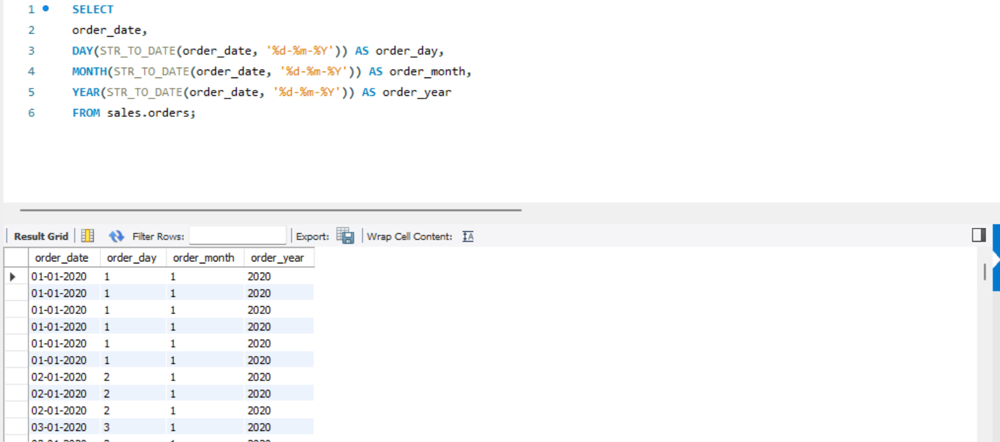 1 SELECT
2 order_date,
3 DAY(STR_TO_DATE(order_date, '%d-%m-%Y')) AS order_day,
4 MONTH(STR_TO_DATE(order_date, '%d-%m-%Y')) AS order_month,
5 YEAR(STR_TO_DATE(order_date, '%d-%m-%Y')) AS order_year
6 FROM sales.orders;
Result Grid Filter Rows: Export: Wrap Cell Content: IA
order_date order_day order_month order_year
01-01-2020 1 1 2020
01-01-2020 1 1 2020
01-01-2020 1 1 2020
01-01-2020 1 1 2020
01-01-2020 1 1 2020
01-01-2020 1 1 2020
02-01-2020 2 1 2020
02-01-2020 2 1 2020
02-01-2020 2 1 2020
03-01-2020 3 1 2020